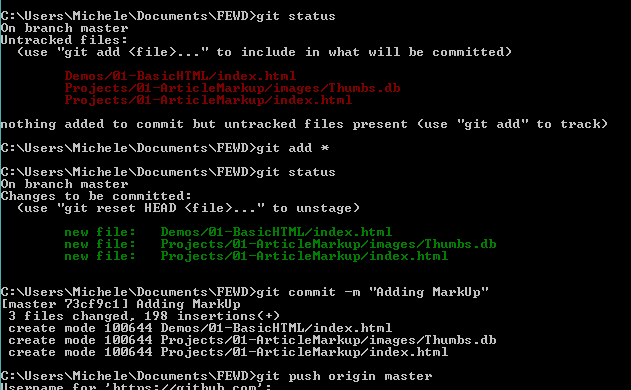 C:\Users\Michele\Documents\FEWD>git status
On branch master
Untracked files:
  (use "git add <file>..." to include in what will be committed)
        Demos/01-BasicHTML/index.html
        Projects/01-ArticleMarkup/images/Thumbs.db
        Projects/01-ArticleMarkup/index.html
nothing added to commit but untracked files present (use "git add" to track)
C:\Users\Michele\Documents\FEWD>git add *
C:\Users\Michele\Documents\FEWD>git status
On branch master
Changes to be committed:
  (use "git reset HEAD <file>..." to unstage)
        new file:   Demos/01-BasicHTML/index.html
        new file:   Projects/01-ArticleMarkup/images/Thumbs.db
        new file:   Projects/01-ArticleMarkup/index.html
C:\Users\Michele\Documents\FEWD>git commit -m "Adding MarkUp"
[master 73cf9c1] Adding MarkUp
 3 files changed, 198 insertions(+)
 create mode 100644 Demos/01-BasicHTML/index.html
 create mode 100644 Projects/01-ArticleMarkup/images/Thumbs.db
 create mode 100644 Projects/01-ArticleMarkup/index.html
C:\Users\Michele\Documents\FEWD>git push origin master
Username for 'https://github.com':